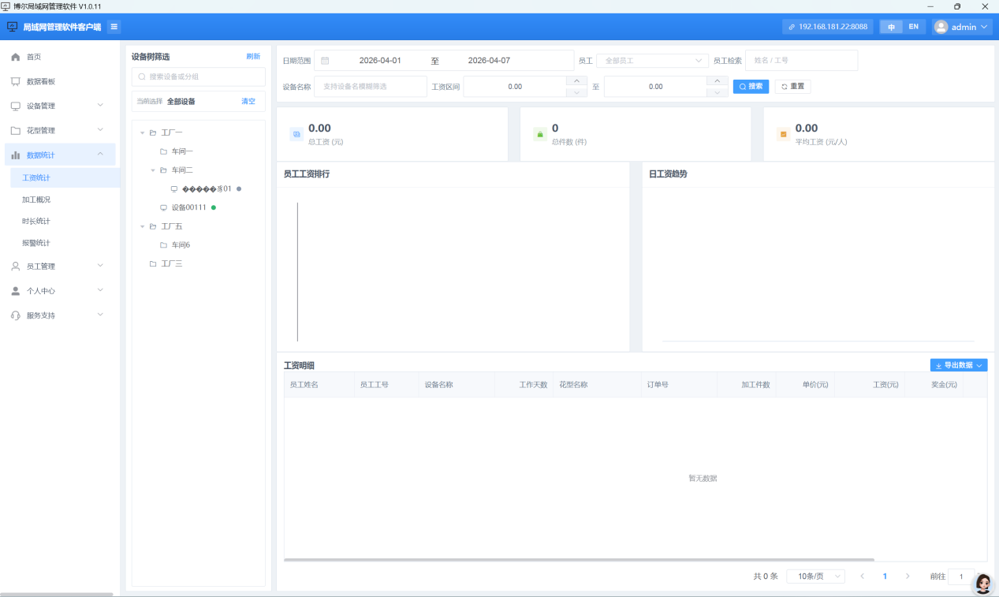 博尔局域网管理软件 V1.0.11
局域网管理软件客户端
192.168.181.22:8088
中 EN
admin
首页
数据看板
设备管理
花型管理
数据统计
工资统计
加工概况
时长统计
报警统计
员工管理
个人中心
服务支持
设备树筛选 刷新
搜索设备或分组
当前选择 全部设备 清空
工厂一
车间一
车间二
�����豸01
设备00111
工厂五
车间6
工厂三
日期范围 2026-04-01 至 2026-04-07 员工 全部员工 员工检索 姓名 / 工号
设备名称 支持设备名模糊筛选 工资区间 0.00 至 0.00 搜索 重置
0.00
总工资 (元)
0
总件数 (件)
0.00
平均工资 (元/人)
员工工资排行
日工资趋势
工资明细 导出数据
员工姓名 员工工号 设备名称 工作天数 花型名称 订单号 加工件数 单价(元) 工资(元) 奖金(元)
暂无数据
共 0 条 10条/页 1 前往 1